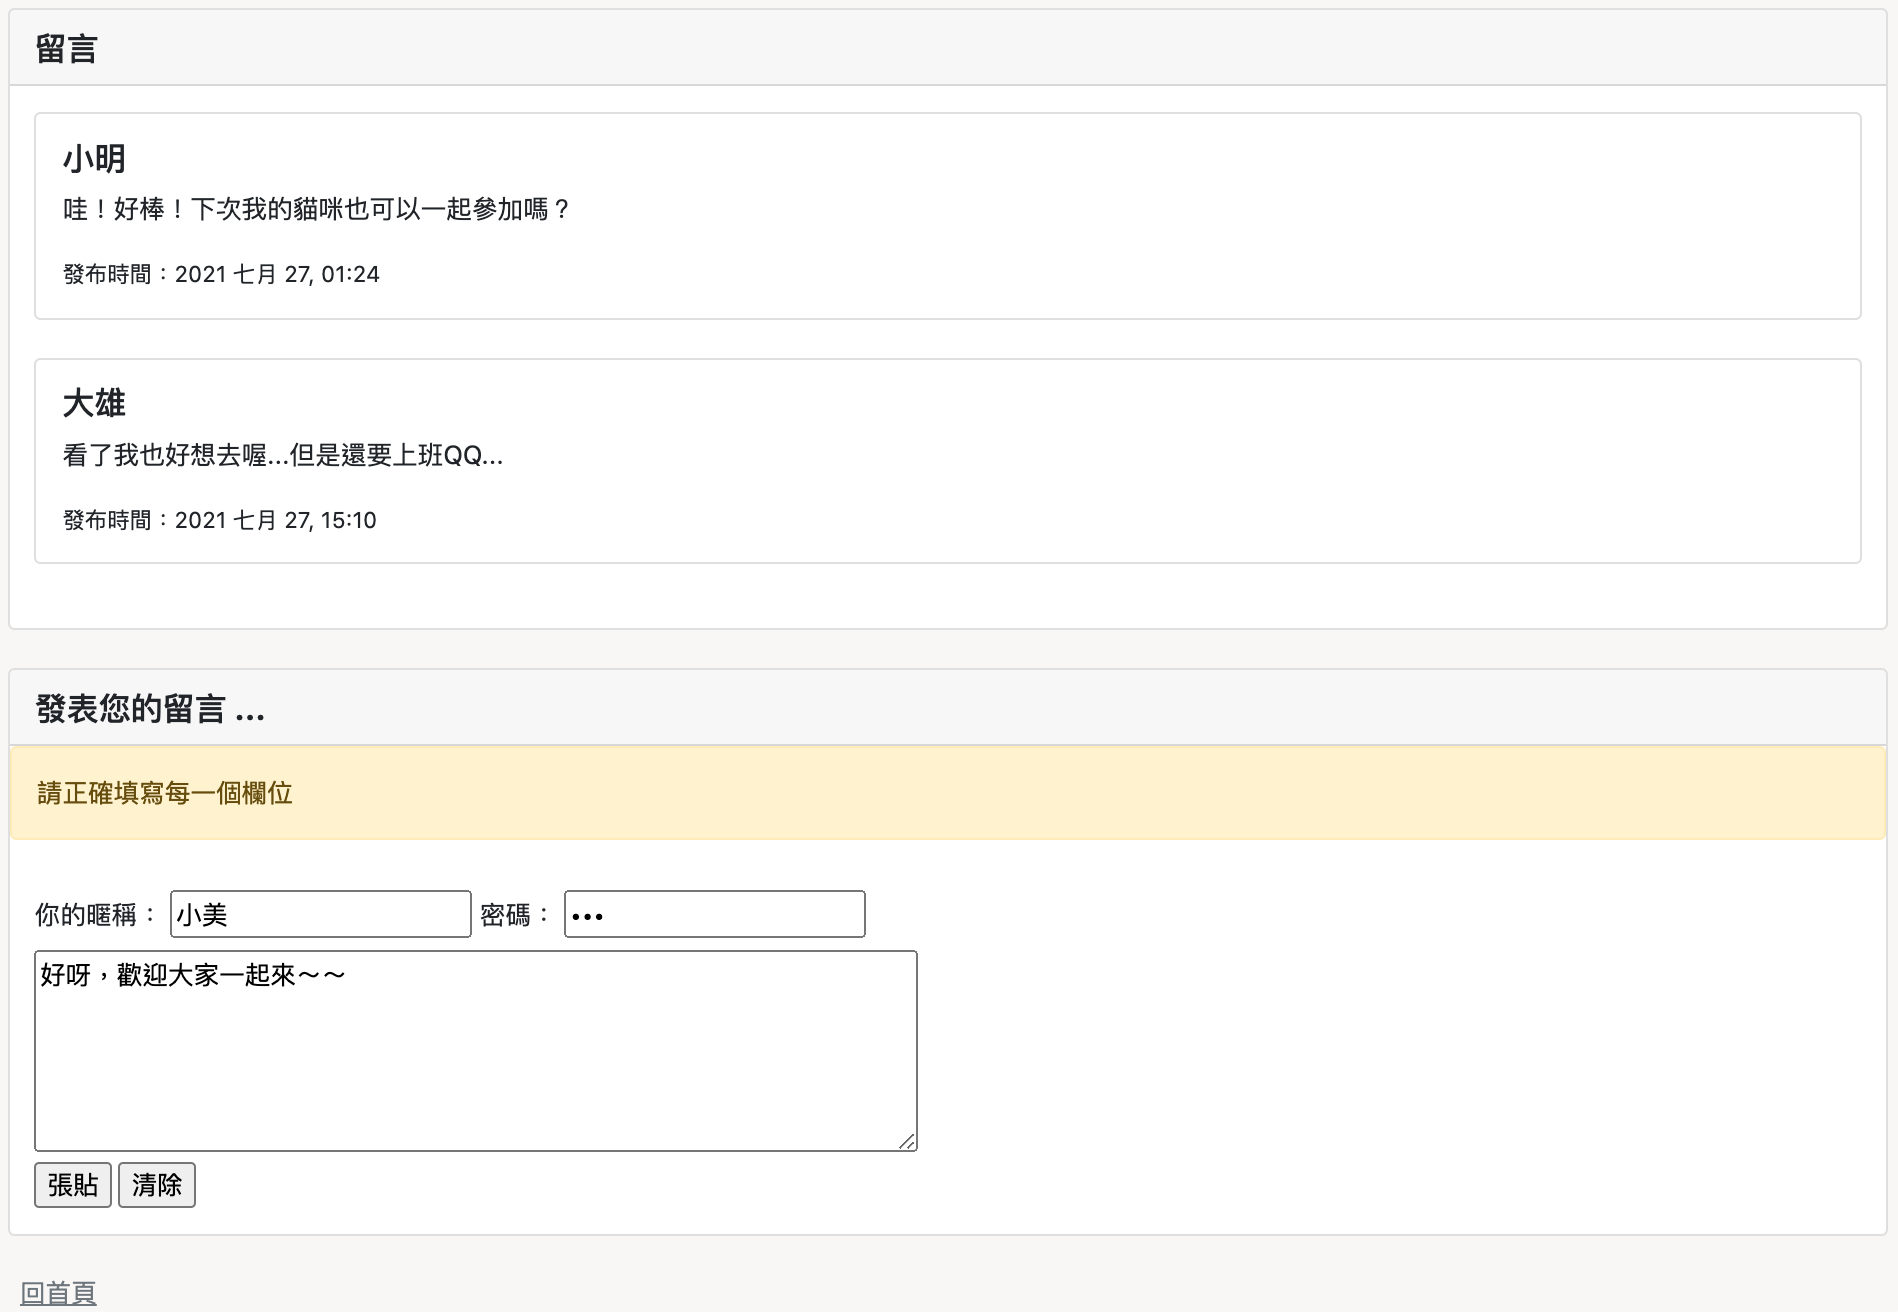 留言
小明
哇！好棒！下次我的貓咪也可以一起參加嗎？
發布時間：2021 七月 27, 01:24
大雄
看了我也好想去喔...但是還要上班QQ...
發布時間：2021 七月 27, 15:10
發表您的留言 ...
請正確填寫每一個欄位
你的暱稱： 小美 密碼： •••
好呀，歡迎大家一起來～～
張貼 清除
回首頁